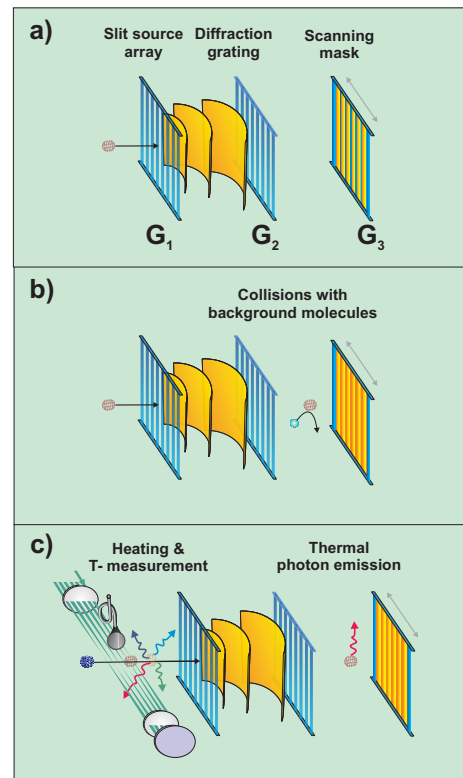 a)
Slit source
array
Diffraction
grating
Scanning
mask
G1
G2
G3
b)
Collisions with
background molecules
c)
Heating &
T- measurement
Thermal
photon emission